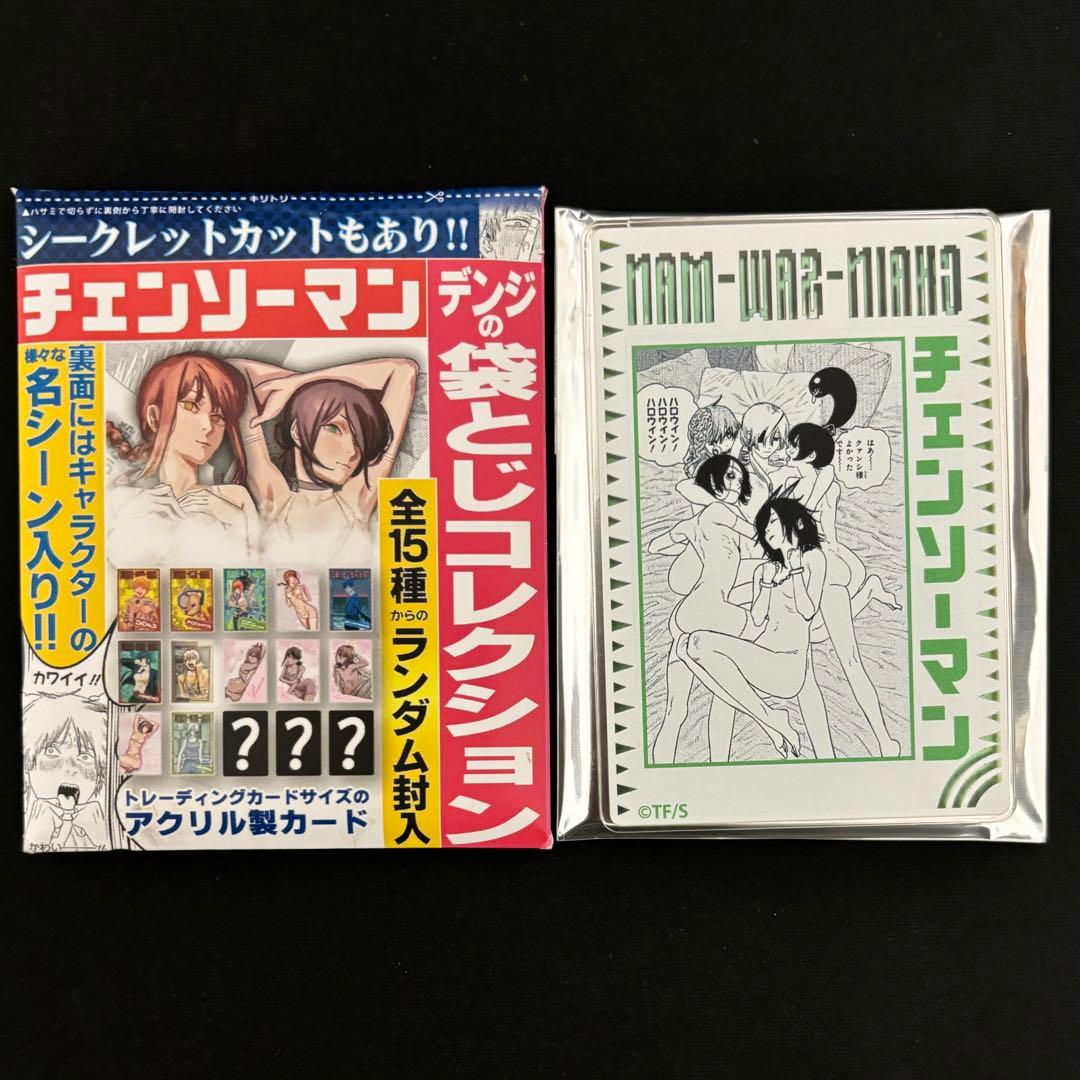 キリトリ
▲ハサミで切らずに裏側から丁寧に開封してください
シークレットカットもあり!!
チェンソーマン
デンジの袋とじコレクション
裏面にはキャラクターの
様々な名シーン入り!!
全15種からのランダム封入
カワイイ!!
? ? ?
トレーディングカードサイズの
アクリル製カード
かわい
CHAIN-SAW-MAN
チェンソーマン
ハロウィン!
ハロウィン!
ハロウィン!
はあ……
クァンシ様
よかった
です……
©TF/S